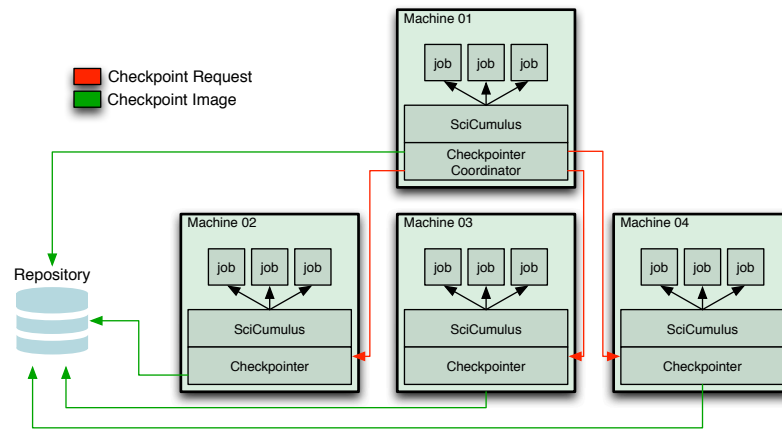 Machine 01
job job job
SciCumulus
Checkpointer
Coordinator
Checkpoint Request
Checkpoint Image
Machine 02
job job job
SciCumulus
Checkpointer
Machine 03
job job job
SciCumulus
Checkpointer
Machine 04
job job job
SciCumulus
Checkpointer
Repository